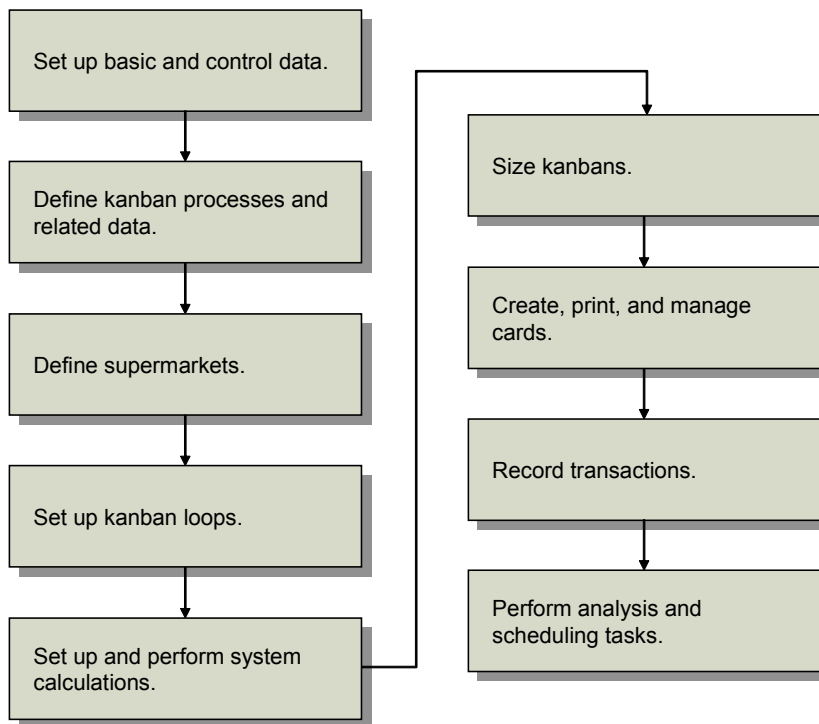 Set up basic and control data.
Define kanban processes and
related data.
Define supermarkets.
Set up kanban loops.
Set up and perform system
calculations.
Size kanbans.
Create, print, and manage
cards.
Record transactions.
Perform analysis and
scheduling tasks.